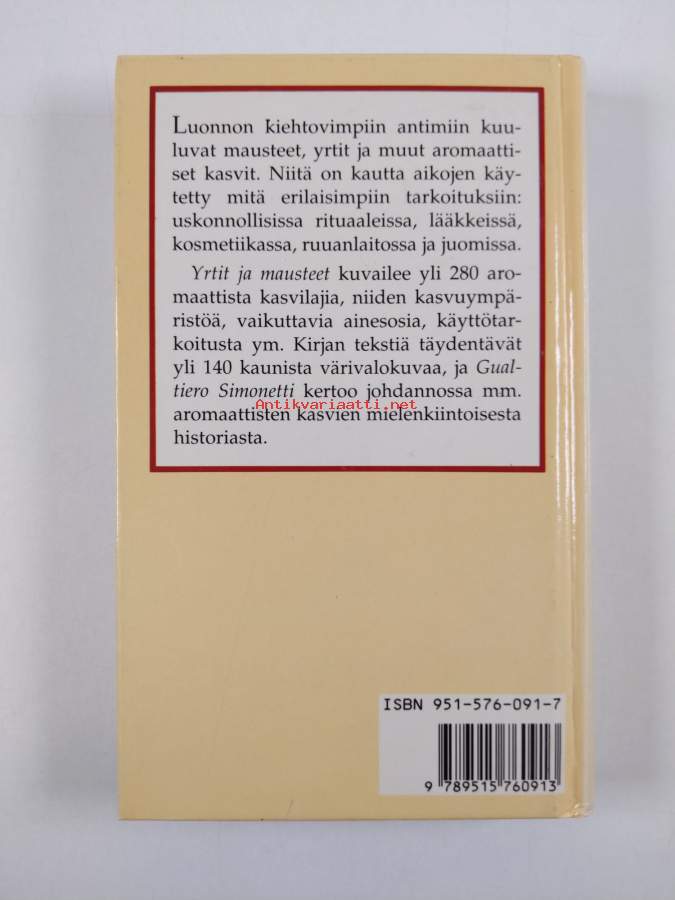 Luonnon kiehtovimpiin antimiin kuu-
luvat mausteet, yrtit ja muut aromaatti-
set kasvit. Niitä on kautta aikojen käy-
tetty mitä erilaisimpiin tarkoituksiin:
uskonnollisissa rituaaleissa, lääkkeissä,
kosmetiikassa, ruuanlaitossa ja juomissa.
Yrtit ja mausteet kuvailee yli 280 aro-
maattista kasvilajia, niiden kasvuympä-
ristöä, vaikuttavia ainesosia, käyttötar-
koitusta ym. Kirjan tekstiä täydentävät
yli 140 kaunista värivalokuvaa, ja Gual-
tiero Simonetti kertoo johdannossa mm.
Antikvariaatti.net
aromaattisten kasvien mielenkiintoisesta
historiasta.
ISBN 951-576-091-7
9 789515 760913